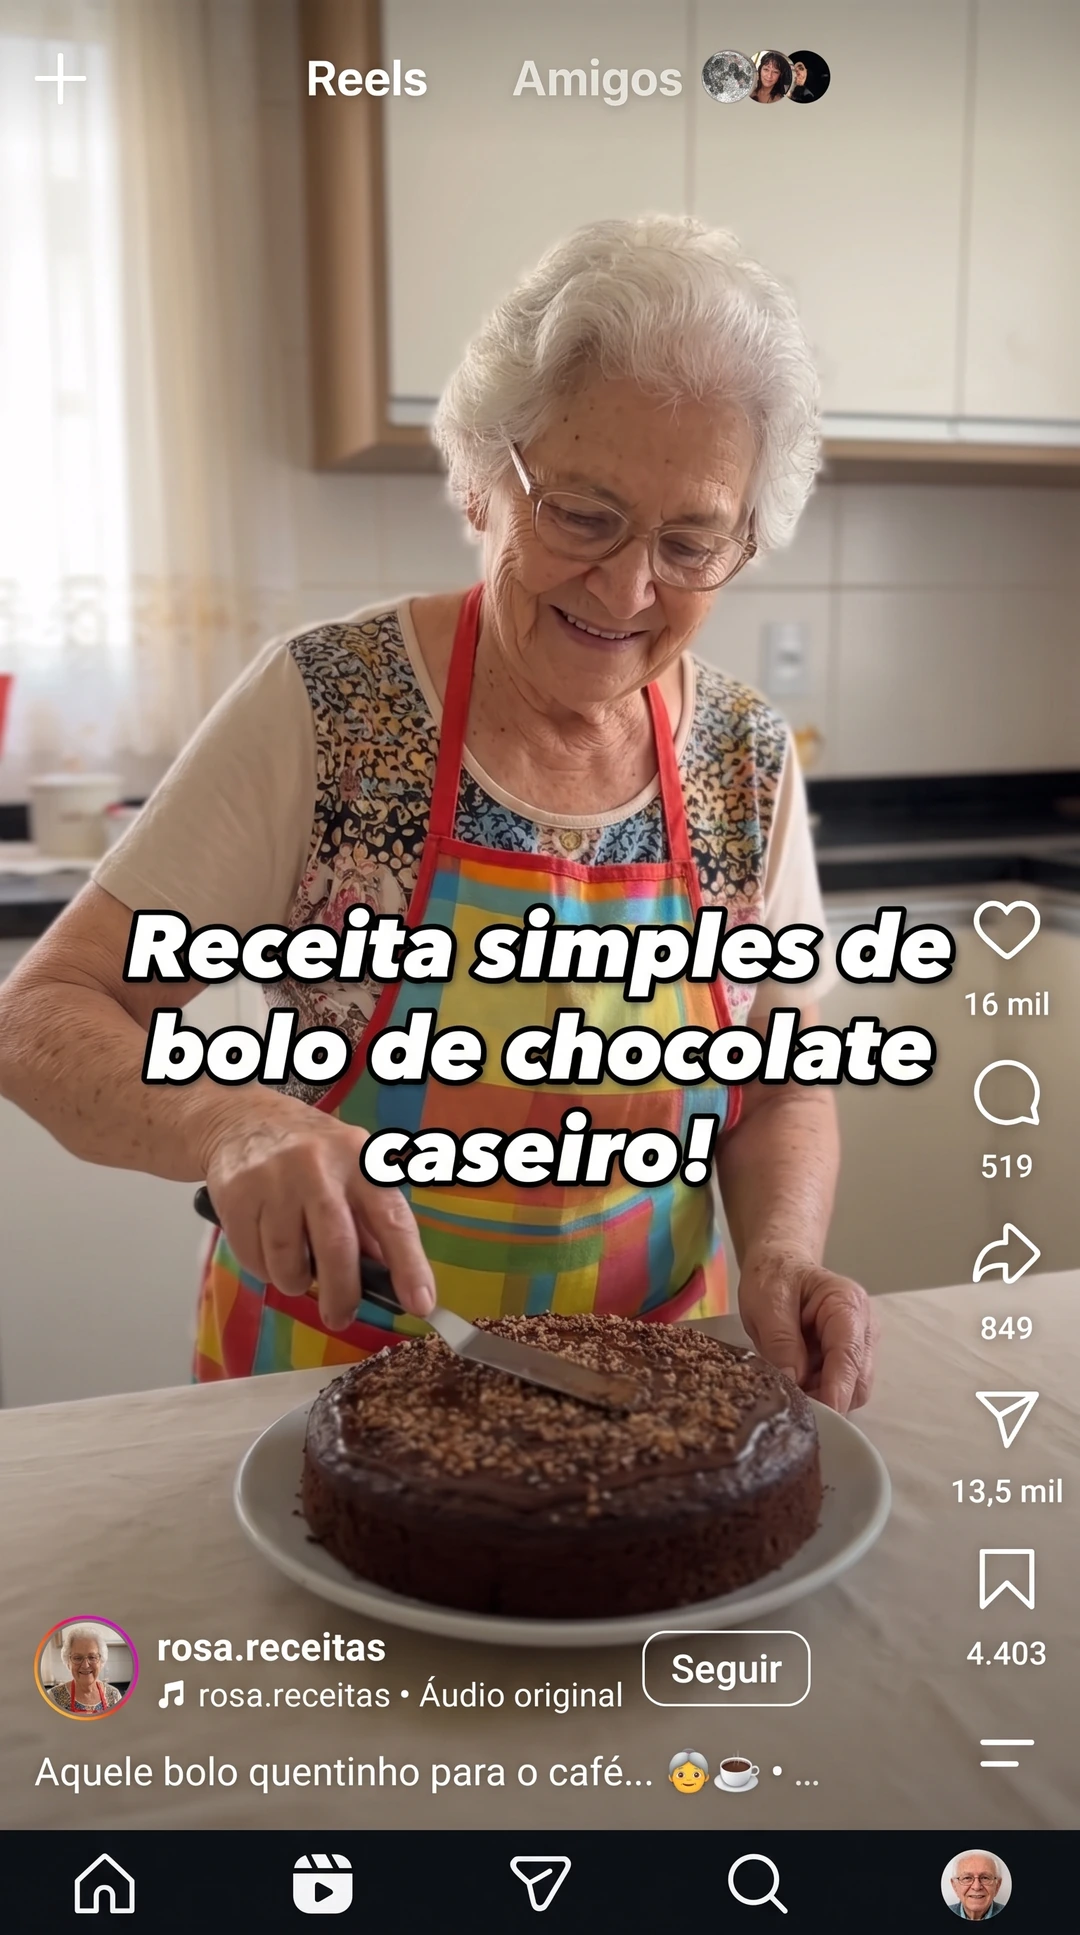 Reels
Amigos
Receita simples de
bolo de chocolate
caseiro!
16 mil
519
849
13,5 mil
4.403
rosa.receitas
rosa.receitas • Áudio original
Seguir
Aquele bolo quentinho para o café... 👵☕ • ...